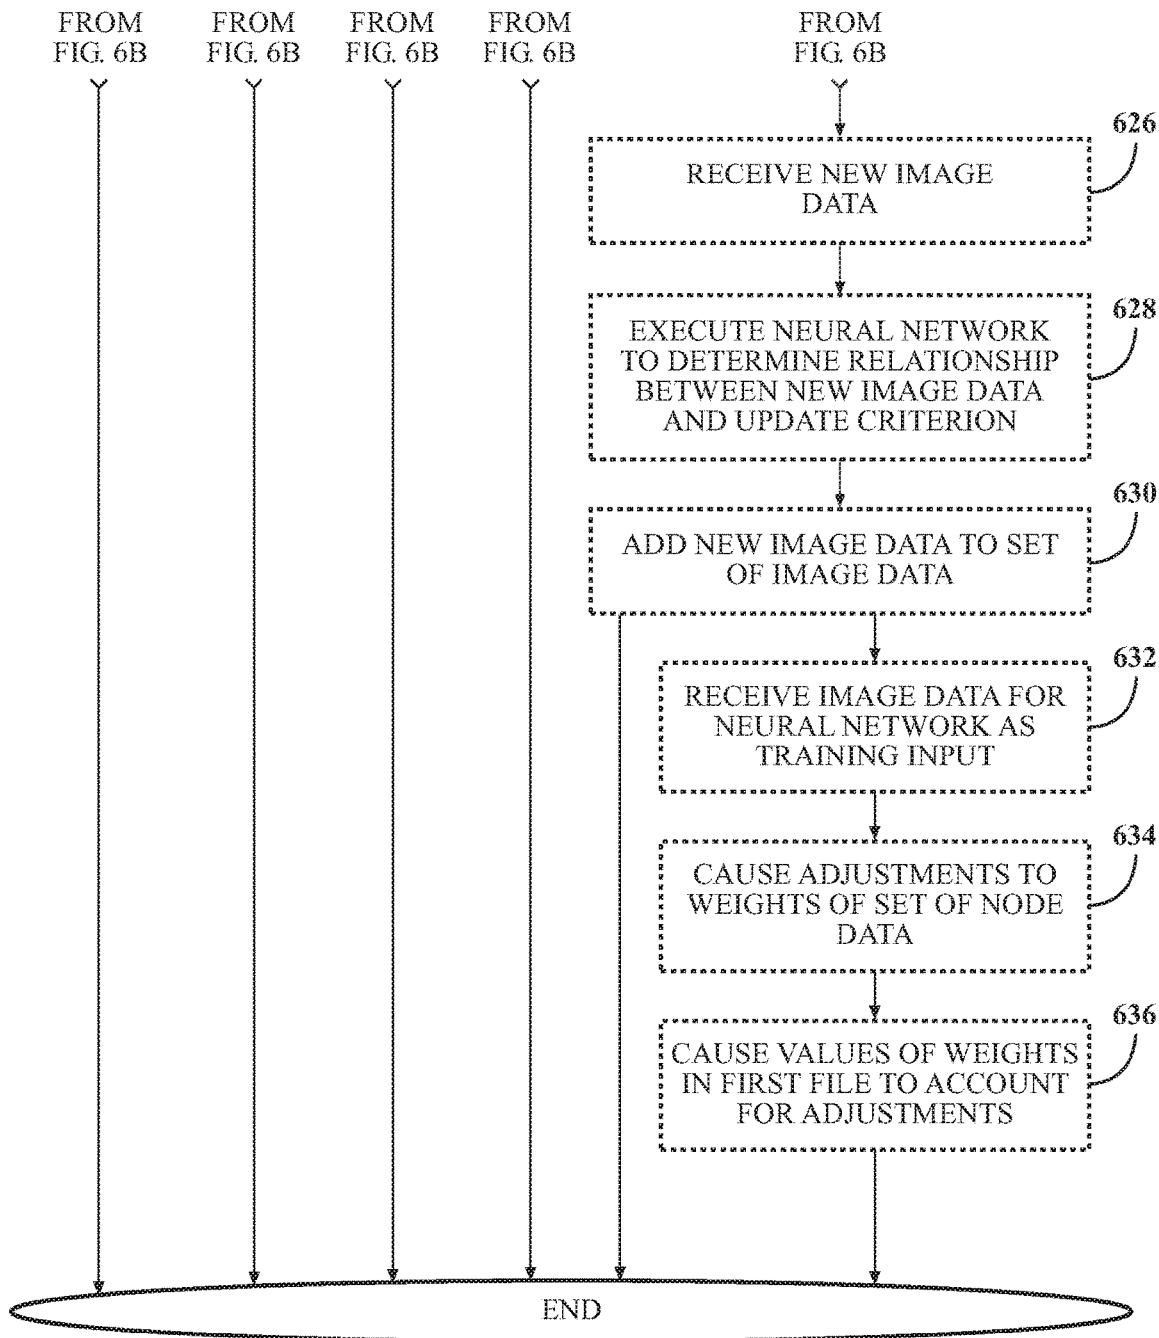 FROM
FIG. 6B
FROM
FIG. 6B
FROM
FIG. 6B
FROM
FIG. 6B
FROM
FIG. 6B
626
RECEIVE NEW IMAGE
DATA
628
EXECUTE NEURAL NETWORK
TO DETERMINE RELATIONSHIP
BETWEEN NEW IMAGE DATA
AND UPDATE CRITERION
630
ADD NEW IMAGE DATA TO SET
OF IMAGE DATA
632
RECEIVE IMAGE DATA FOR
NEURAL NETWORK AS
TRAINING INPUT
634
CAUSE ADJUSTMENTS TO
WEIGHTS OF SET OF NODE
DATA
636
CAUSE VALUES OF WEIGHTS
IN FIRST FILE TO ACCOUNT
FOR ADJUSTMENTS
END